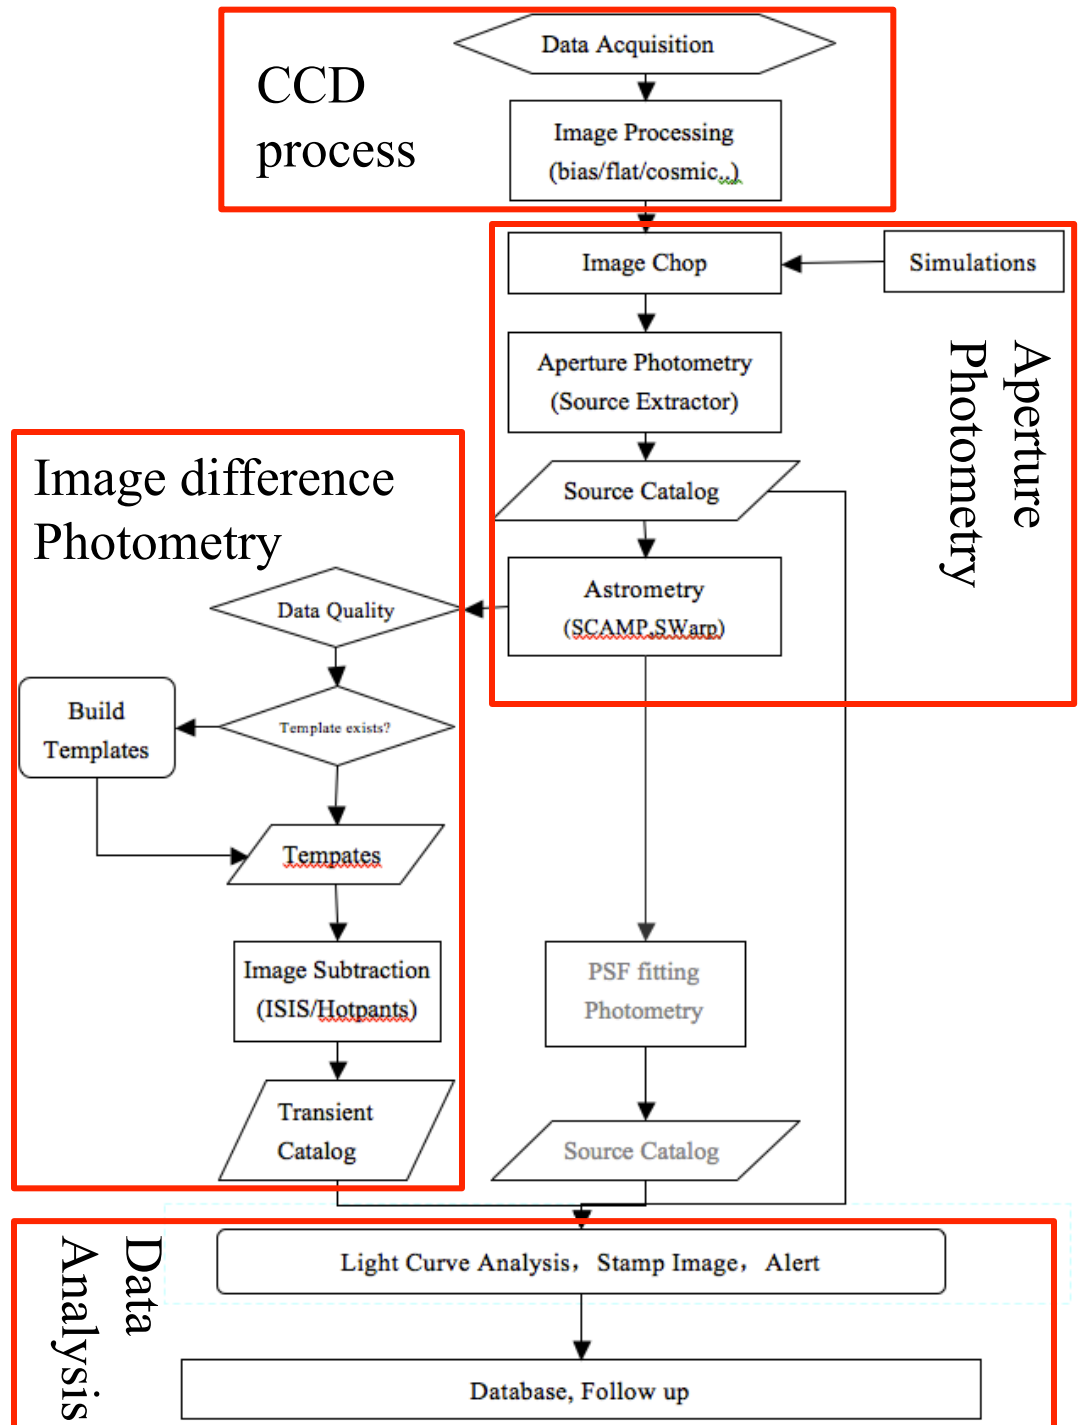 CCD
process
Data Acquisition
Image Processing
(bias/flat/cosmic..)
Image Chop
Simulations
Aperture Photometry
(Source Extractor)
Aperture
Photometry
Source Catalog
Astrometry
(SCAMP,SWarp)
Image difference
Photometry
Data Quality
Template exists?
Build
Templates
Tempates
Image Subtraction
(ISIS/Hotpants)
Transient
Catalog
PSF fitting
Photometry
Source Catalog
Data
Analysis
Light Curve Analysis，Stamp Image，Alert
Database, Follow up